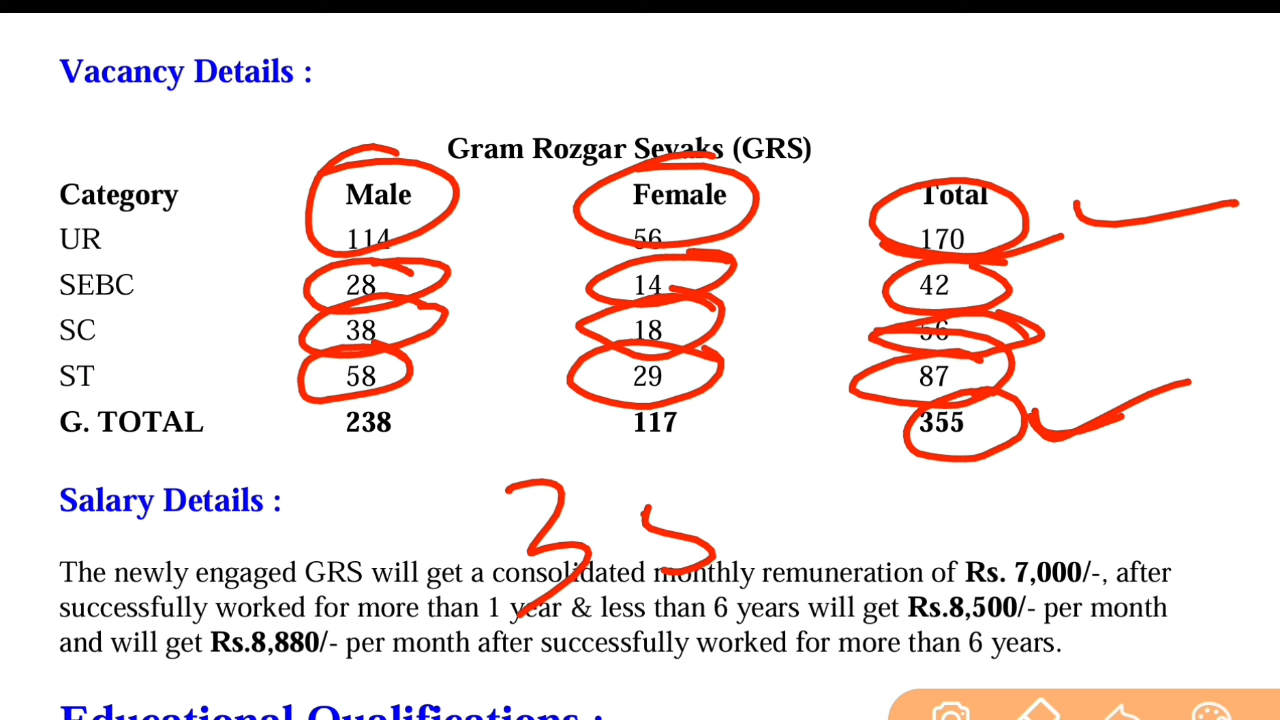 Vacancy Details :
Gram Rozgar Sevaks (GRS)
Category Male Female Total
UR 114 56 170
SEBC 28 14 42
SC 38 18 56
ST 58 29 87
G. TOTAL 238 117 355
Salary Details :
3 5
The newly engaged GRS will get a consolidated monthly remuneration of Rs. 7,000/-, after
successfully worked for more than 1 year & less than 6 years will get Rs.8,500/- per month
and will get Rs.8,880/- per month after successfully worked for more than 6 years.
Educational Qualifications :